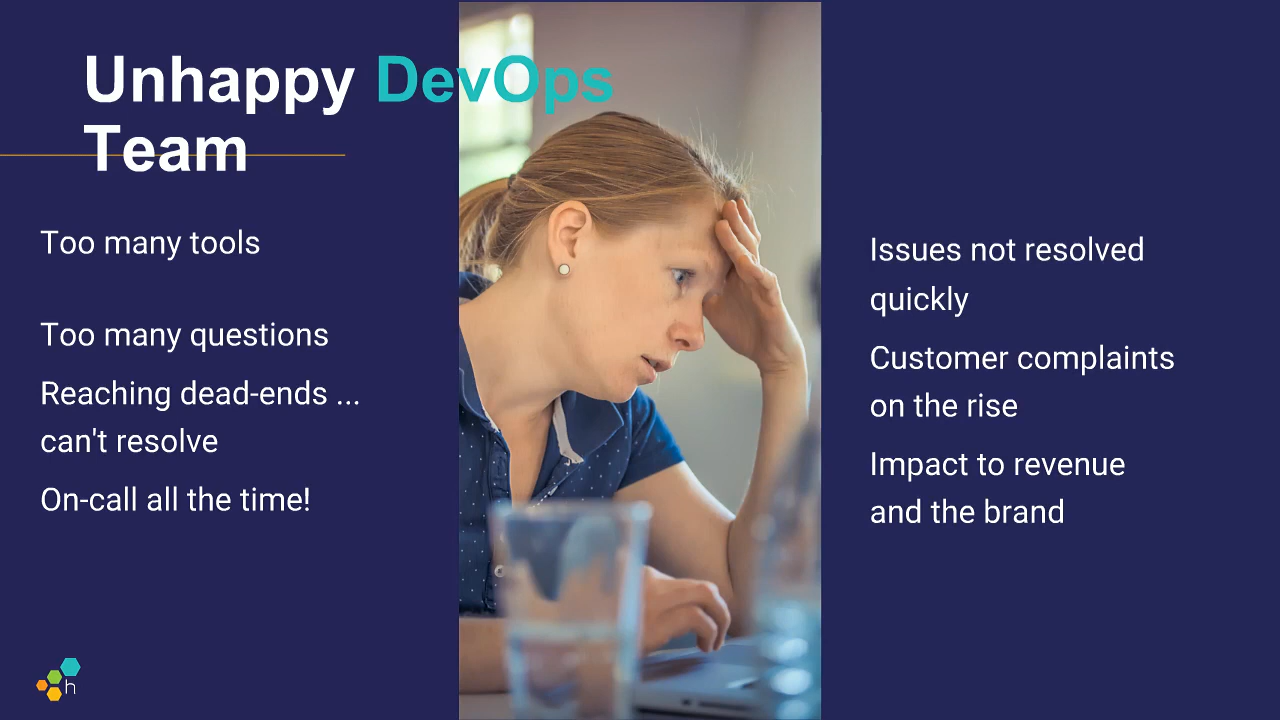 Unhappy DevOps
Team
Too many tools
Too many questions
Reaching dead-ends ...
can't resolve
On-call all the time!
Issues not resolved
quickly
Customer complaints
on the rise
Impact to revenue
and the brand
h